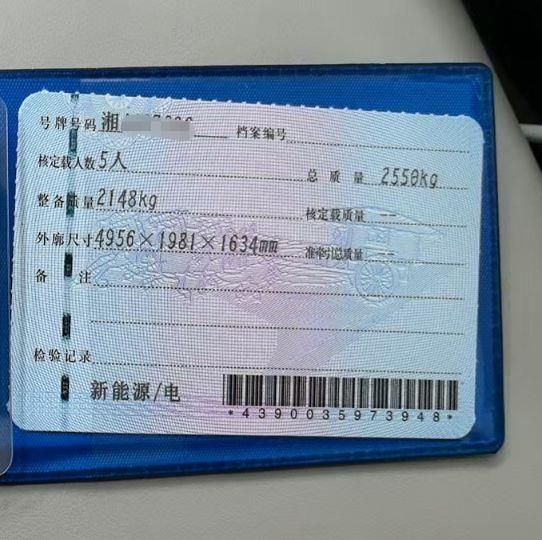 号牌号码 湘 档案编号
核定载人数 5人 总质量 2550kg
整备质量 2148kg 核定载质量 --
外廓尺寸 4956×1981×1634mm 准牵引总质量 --
备注
检验记录
新能源/电
*4390035973948*